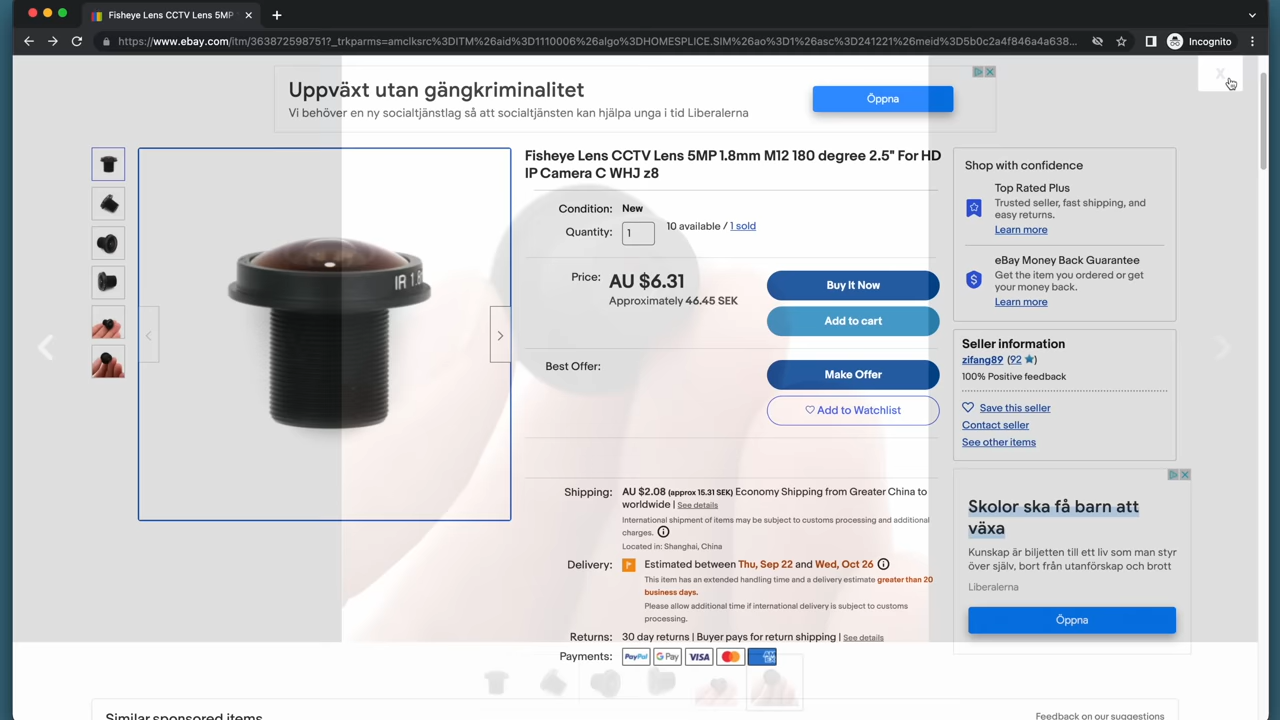 Fisheye Lens CCTV Lens 5MP
https://www.ebay.com/itm/363872598751?_trkparms=amclksrc%3DITM%26aid%3D1110006%26algo%3DHOMESPLICE.SIM%26ao%3D1%26asc%3D241221%26meid%3D5b0c2a4f846a4a638...
Incognito
Uppväxt utan gängkriminalitet
Vi behöver en ny socialtjänstlag så att socialtjänsten kan hjälpa unga i tid Liberalerna
Öppna
X
Fisheye Lens CCTV Lens 5MP 1.8mm M12 180 degree 2.5" For HD
IP Camera C WHJ z8
Condition: New
Quantity: 1
10 available / 1 sold
Price: AU $6.31
Approximately 46.45 SEK
Buy It Now
Add to cart
Best Offer:
Make Offer
Add to Watchlist
Shipping: AU $2.08 (approx 15.31 SEK) Economy Shipping from Greater China to
worldwide | See details
International shipment of items may be subject to customs processing and additional
charges.
Located in: Shanghai, China
Delivery: Estimated between Thu, Sep 22 and Wed, Oct 26
This item has an extended handling time and a delivery estimate greater than 20
business days.
Please allow additional time if international delivery is subject to customs
processing.
Returns: 30 day returns | Buyer pays for return shipping | See details
Payments: PayPal G Pay VISA
Shop with confidence
Top Rated Plus
Trusted seller, fast shipping, and
easy returns.
Learn more
eBay Money Back Guarantee
Get the item you ordered or get
your money back.
Learn more
Seller information
zifang89 (92)
100% Positive feedback
Save this seller
Contact seller
See other items
Skolor ska få barn att
växa
Kunskap är biljetten till ett liv som man styr
över själv, bort från utanförskap och brott
Liberalerna
Öppna
Similar sponsored items
Feedback on our suggestions